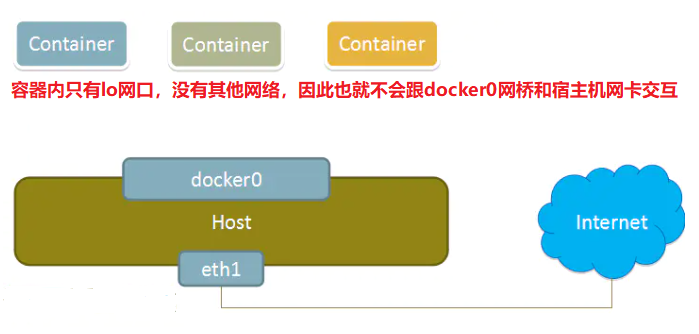 Container Container Container
容器内只有lo网口，没有其他网络，因此也就不会跟docker0网桥和宿主机网卡交互
docker0
Host Internet
eth1